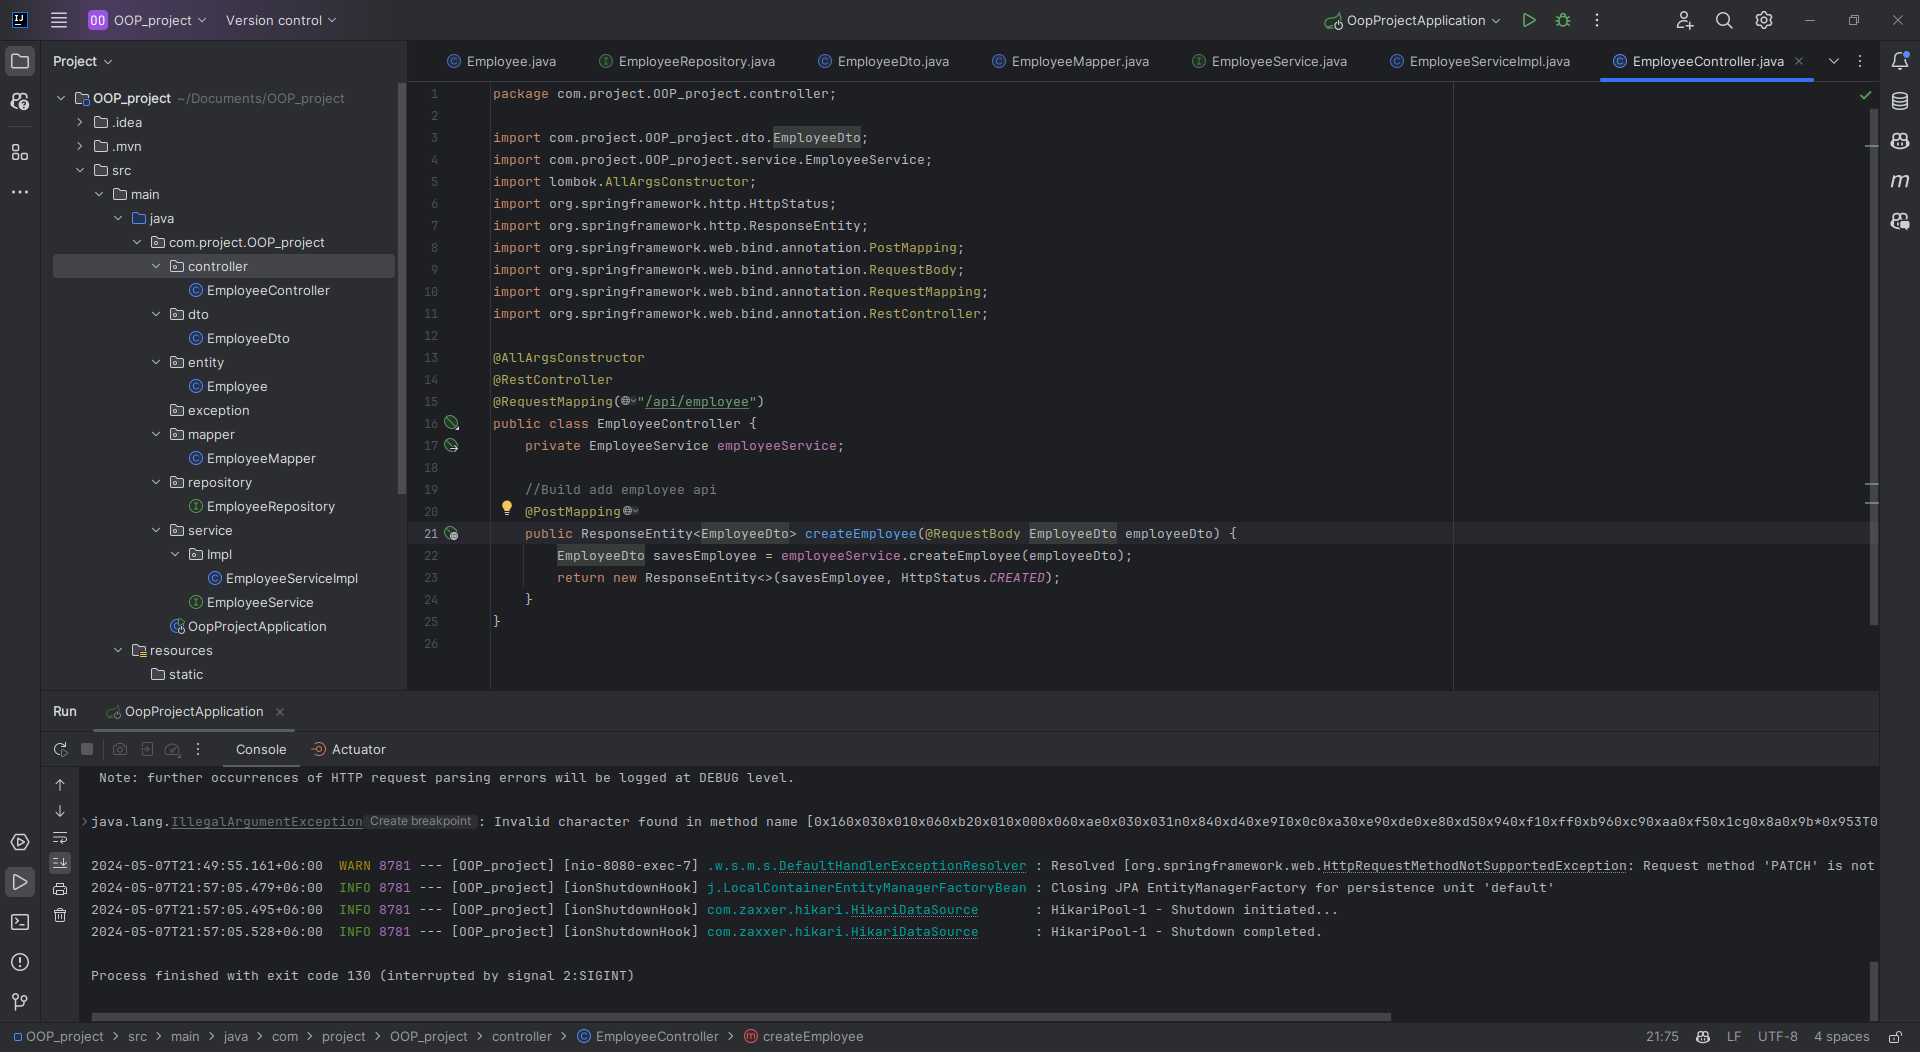 OO OOP_project Version control OopProjectApplication
Project
OOP_project ~/Documents/OOP_project
.idea
.mvn
src
main
java
com.project.OOP_project
controller
EmployeeController
dto
EmployeeDto
entity
Employee
exception
mapper
EmployeeMapper
repository
EmployeeRepository
service
Impl
EmployeeServiceImpl
EmployeeService
OopProjectApplication
resources
static
Employee.java EmployeeRepository.java EmployeeDto.java EmployeeMapper.java EmployeeService.java EmployeeServiceImpl.java EmployeeController.java
1 package com.project.OOP_project.controller;
2
3 import com.project.OOP_project.dto.EmployeeDto;
4 import com.project.OOP_project.service.EmployeeService;
5 import lombok.AllArgsConstructor;
6 import org.springframework.http.HttpStatus;
7 import org.springframework.http.ResponseEntity;
8 import org.springframework.web.bind.annotation.PostMapping;
9 import org.springframework.web.bind.annotation.RequestBody;
10 import org.springframework.web.bind.annotation.RequestMapping;
11 import org.springframework.web.bind.annotation.RestController;
12
13 @AllArgsConstructor
14 @RestController
15 @RequestMapping("/api/employee")
16 public class EmployeeController {
17 private EmployeeService employeeService;
18
19 //Build add employee api
20 @PostMapping
21 public ResponseEntity<EmployeeDto> createEmployee(@RequestBody EmployeeDto employeeDto) {
22 EmployeeDto savesEmployee = employeeService.createEmployee(employeeDto);
23 return new ResponseEntity<>(savesEmployee, HttpStatus.CREATED);
24 }
25 }
26
Run OopProjectApplication
Console Actuator
Note: further occurrences of HTTP request parsing errors will be logged at DEBUG level.
java.lang.IllegalArgumentException Create breakpoint : Invalid character found in method name [0x160x030x010x060xb20x010x000x060xae0x030x031n0x840xd40xe9I0x0c0xa30xe90xde0xe80xd50x940xf10xff0xb960xc90xaa0xf50x1cg0x8a0x9b*0x953T0
2024-05-07T21:49:55.161+06:00 WARN 8781 --- [OOP_project] [nio-8080-exec-7] .w.s.m.s.DefaultHandlerExceptionResolver : Resolved [org.springframework.web.HttpRequestMethodNotSupportedException: Request method 'PATCH' is not
2024-05-07T21:57:05.479+06:00 INFO 8781 --- [OOP_project] [ionShutdownHook] j.LocalContainerEntityManagerFactoryBean : Closing JPA EntityManagerFactory for persistence unit 'default'
2024-05-07T21:57:05.495+06:00 INFO 8781 --- [OOP_project] [ionShutdownHook] com.zaxxer.hikari.HikariDataSource : HikariPool-1 - Shutdown initiated...
2024-05-07T21:57:05.528+06:00 INFO 8781 --- [OOP_project] [ionShutdownHook] com.zaxxer.hikari.HikariDataSource : HikariPool-1 - Shutdown completed.
Process finished with exit code 130 (interrupted by signal 2:SIGINT)
OOP_project > src > main > java > com > project > OOP_project > controller > EmployeeController > createEmployee 21:75 LF UTF-8 4 spaces